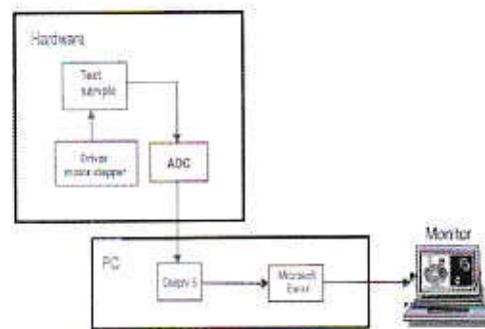 Hardware
Test
sample
Driver
motor stepper
ADC
Monitor
PC
Delphi 5
Microsoft
Excel